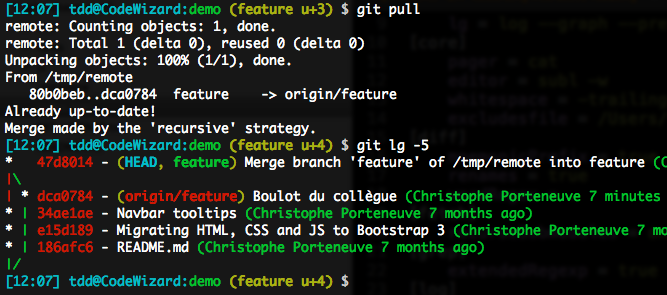 [12:07] tdd@CodeWizard:demo (feature u+3) $ git pull
remote: Counting objects: 1, done.
remote: Total 1 (delta 0), reused 0 (delta 0)
Unpacking objects: 100% (1/1), done.
From /tmp/remote
   80b0beb..dca0784  feature    -> origin/feature
Already up-to-date!
Merge made by the 'recursive' strategy.
[12:07] tdd@CodeWizard:demo (feature u+4) $ git lg -5
*   47d8014 - (HEAD, feature) Merge branch 'feature' of /tmp/remote into feature (C
|\
| * dca0784 - (origin/feature) Boulot du collègue (Christophe Porteneuve 7 minutes
* | 34ae1ae - Navbar tooltips (Christophe Porteneuve 7 months ago)
* | e15d189 - Migrating HTML, CSS and JS to Bootstrap 3 (Christophe Porteneuve 7 mo
* | 186afc6 - README.md (Christophe Porteneuve 7 months ago)
|/
[12:07] tdd@CodeWizard:demo (feature u+4) $